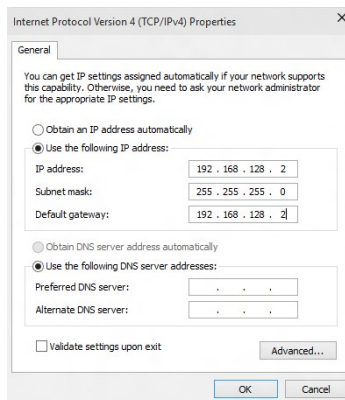 Internet Protocol Version 4 (TCP/IPv4) Properties
General
You can get IP settings assigned automatically if your network supports
this capability. Otherwise, you need to ask your network administrator
for the appropriate IP settings.
Obtain an IP address automatically
Use the following IP address:
IP address: 192 . 168 . 128 . 2
Subnet mask: 255 . 255 . 255 . 0
Default gateway: 192 . 168 . 128 . 2
Obtain DNS server address automatically
Use the following DNS server addresses:
Preferred DNS server: . . .
Alternate DNS server: . . .
Validate settings upon exit
Advanced...
OK Cancel